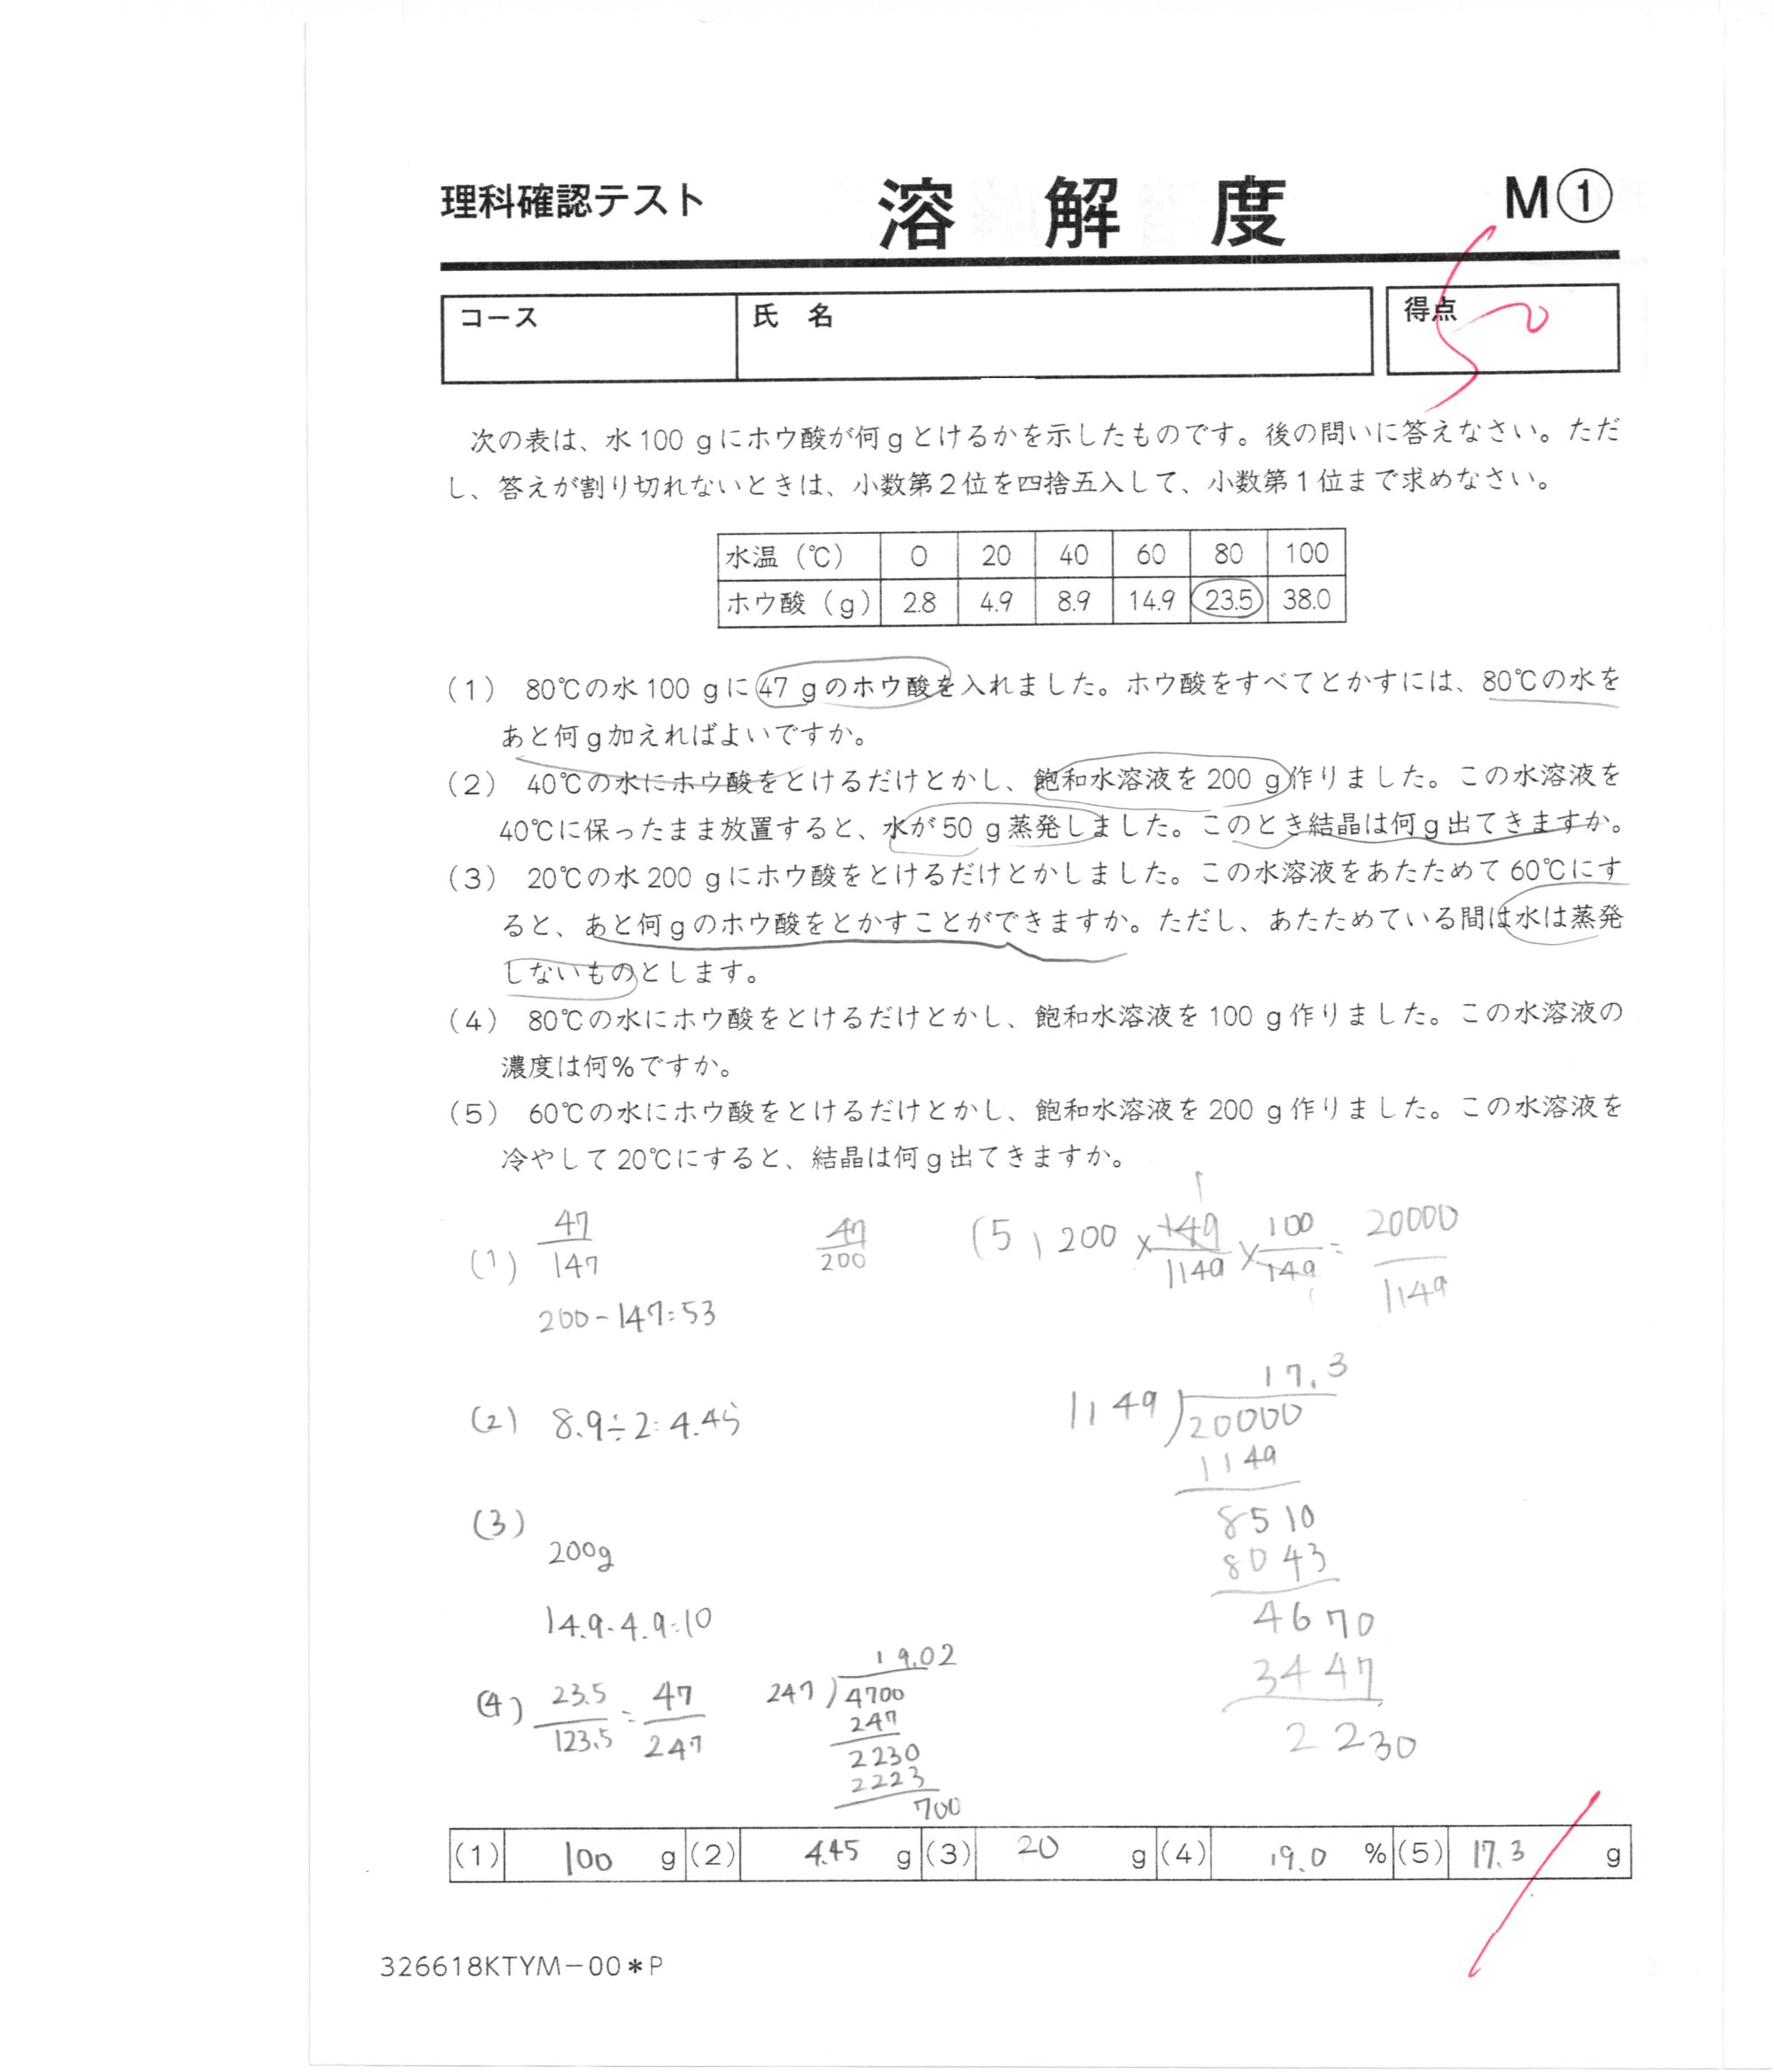 理科確認テスト 溶解度 M①
コース 氏名 得点 50
次の表は、水100 gにホウ酸が何gとけるかを示したものです。後の問いに答えなさい。ただ
し、答えが割り切れないときは、小数第2位を四捨五入して、小数第1位まで求めなさい。
水温（℃） 0 20 40 60 80 100
ホウ酸（g） 2.8 4.9 8.9 14.9 23.5 38.0
(1) 80℃の水100 gに47 gのホウ酸を入れました。ホウ酸をすべてとかすには、80℃の水を
あと何g加えればよいですか。
(2) 40℃の水にホウ酸をとけるだけとかし、飽和水溶液を200 g作りました。この水溶液を
40℃に保ったまま放置すると、水が50 g蒸発しました。このとき結晶は何g出てきますか。
(3) 20℃の水200 gにホウ酸をとけるだけとかしました。この水溶液をあたためて60℃にす
ると、あと何gのホウ酸をとかすことができますか。ただし、あたためている間は水は蒸発
しないものとします。
(4) 80℃の水にホウ酸をとけるだけとかし、飽和水溶液を100 g作りました。この水溶液の
濃度は何％ですか。
(5) 60℃の水にホウ酸をとけるだけとかし、飽和水溶液を200 g作りました。この水溶液を
冷やして20℃にすると、結晶は何g出てきますか。
(1) 47/147
200-147=53
47/200
(2) 8.9÷2=4.45
(3)
200g
14.9-4.9=10
(4) 23.5/123.5=47/247
19.02
247)4700
247
2230
2223
700
(5) 200×149/1149×100/149=20000/1149
1
17.3
1149)20000
1149
8510
8043
4670
3447
2230
(1) 100 g (2) 4.45 g (3) 20 g (4) 19.0 % (5) 17.3 g
326618KTYM-00*P